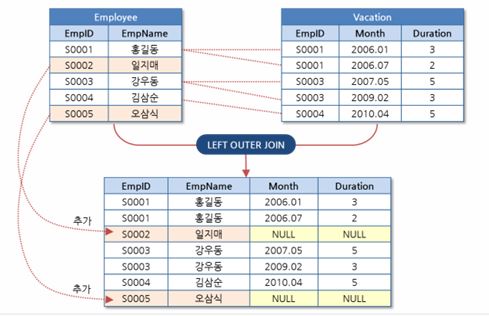 Employee
EmpID EmpName
S0001 홍길동
S0002 일지매
S0003 강우동
S0004 김삼순
S0005 오삼식
Vacation
EmpID Month Duration
S0001 2006.01 3
S0001 2006.07 2
S0003 2007.05 5
S0003 2009.02 3
S0004 2010.04 5
LEFT OUTER JOIN
EmpID EmpName Month Duration
S0001 홍길동 2006.01 3
S0001 홍길동 2006.07 2
추가
S0002 일지매 NULL NULL
S0003 강우동 2007.05 5
S0003 강우동 2009.02 3
S0004 김삼순 2010.04 5
추가
S0005 오삼식 NULL NULL